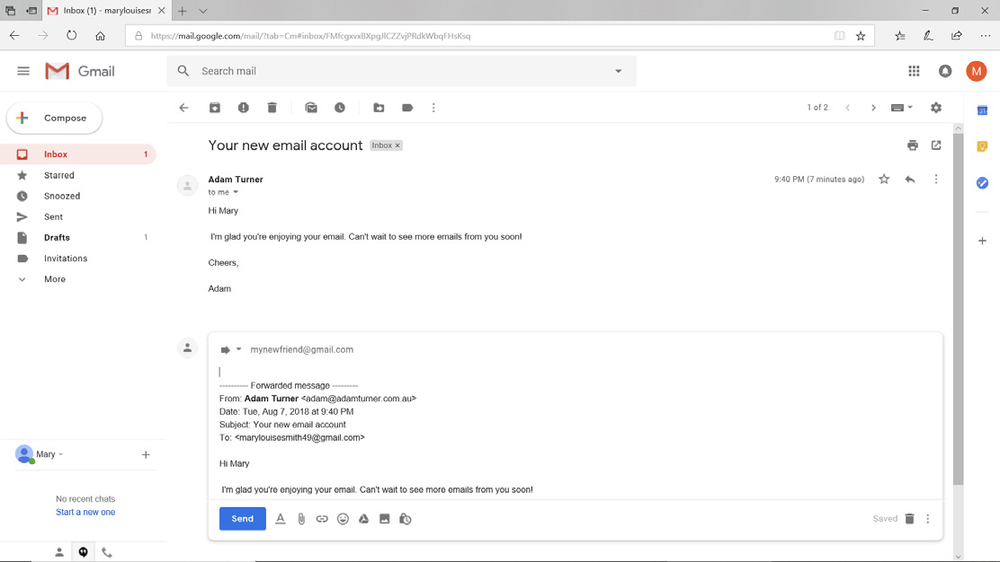 Inbox (1) - marylouisesm
https://mail.google.com/mail/?tab=Cm#inbox/FMfcgxvxBXpgJlCZZvjPRdkWbqFHsKsq
Gmail
Search mail
M
Compose
1 of 2
Inbox 1
Starred
Snoozed
Sent
Drafts 1
Invitations
More
Your new email account Inbox x
Adam Turner 9:40 PM (7 minutes ago)
to me
Hi Mary
I'm glad you're enjoying your email. Can't wait to see more emails from you soon!
Cheers,
Adam
mynewfriend@gmail.com
---------- Forwarded message ---------
From: Adam Turner <adam@adamturner.com.au>
Date: Tue, Aug 7, 2018 at 9:40 PM
Subject: Your new email account
To: <marylouisesmith49@gmail.com>
Hi Mary
I'm glad you're enjoying your email. Can't wait to see more emails from you soon!
Send Saved
Mary
No recent chats
Start a new one
31